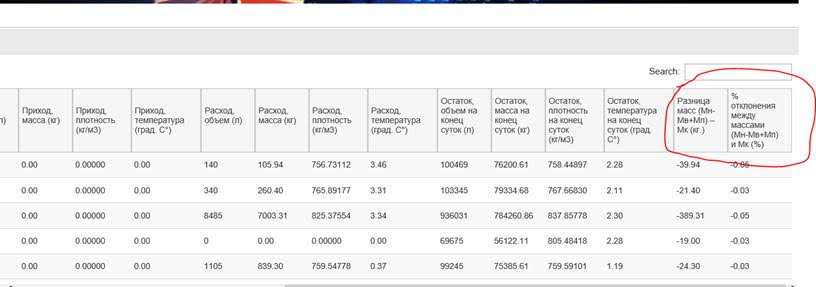 Search:
л)
Приход, масса (кг)
Приход, плотность (кг/м3)
Приход, температура (град. С°)
Расход, объем (л)
Расход, масса (кг)
Расход, плотность (кг/м3)
Расход, температура (град. С°)
Остаток, объем на конец суток (л)
Остаток, масса на конец суток (кг)
Остаток, плотность на конец суток (кг/м3)
Остаток, температура на конец суток (град. С°)
Разница масс (Мн-Мв+Мп) – Мк (кг.)
% отклонения между массами (Мн-Мв+Мп) и Мк (%)
0.00 0.00000 0.00 140 105.94 756.73112 3.46 100469 76200.61 758.44897 2.28 -39.94 -0.05
0.00 0.00000 0.00 340 260.40 765.89177 3.31 103345 79334.68 767.66830 2.11 -21.40 -0.03
0.00 0.00000 0.00 8485 7003.31 825.37554 3.34 936031 784260.86 837.85778 2.30 -389.31 -0.05
0.00 0.00000 0.00 0 0.00 0.00000 0.00 69675 56122.11 805.48418 2.28 -19.00 -0.03
0.00 0.00000 0.00 1105 839.30 759.54778 0.37 99245 75385.61 759.59101 1.19 -24.30 -0.03